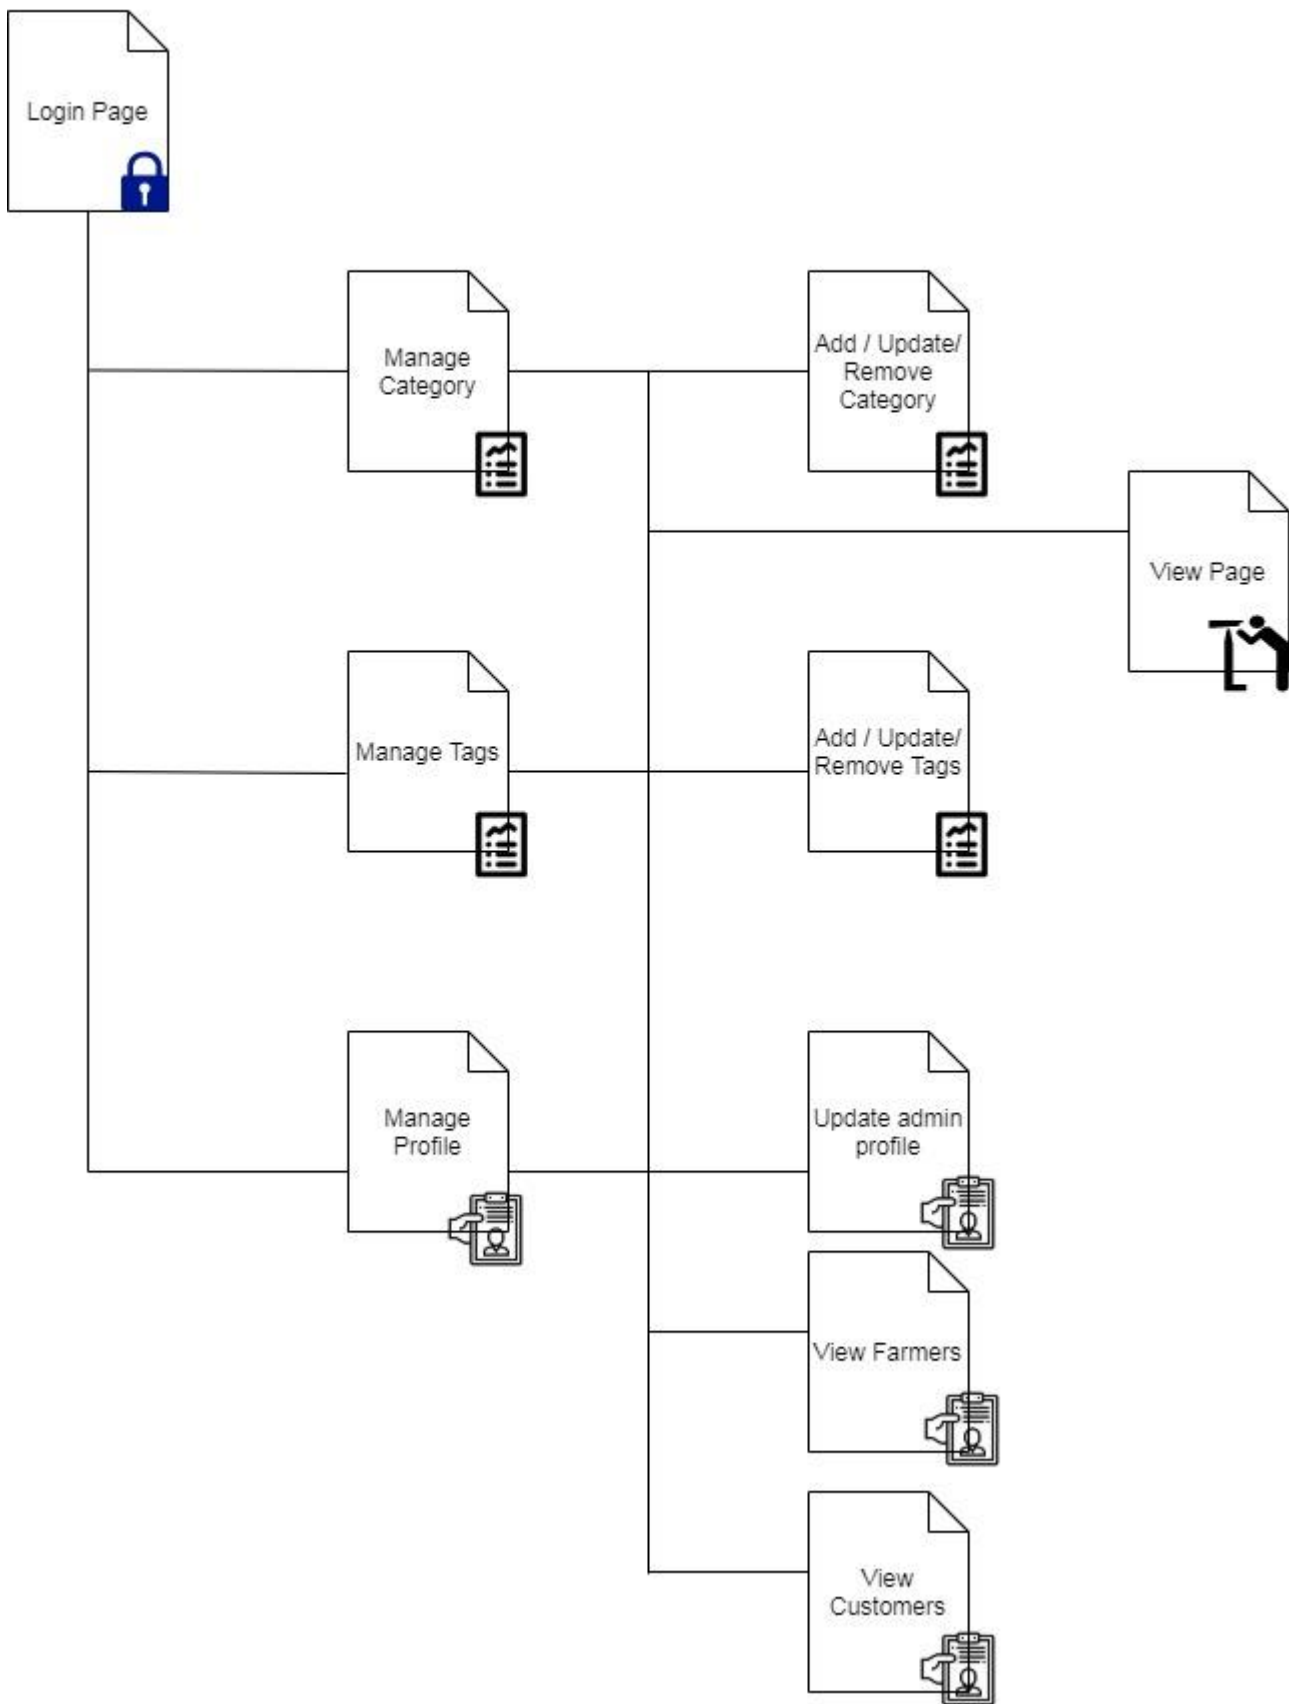 Login Page
Manage
Category
Add / Update/
Remove
Category
View Page
Manage Tags
Add / Update/
Remove Tags
Manage
Profile
Update admin
profile
View Farmers
View
Customers